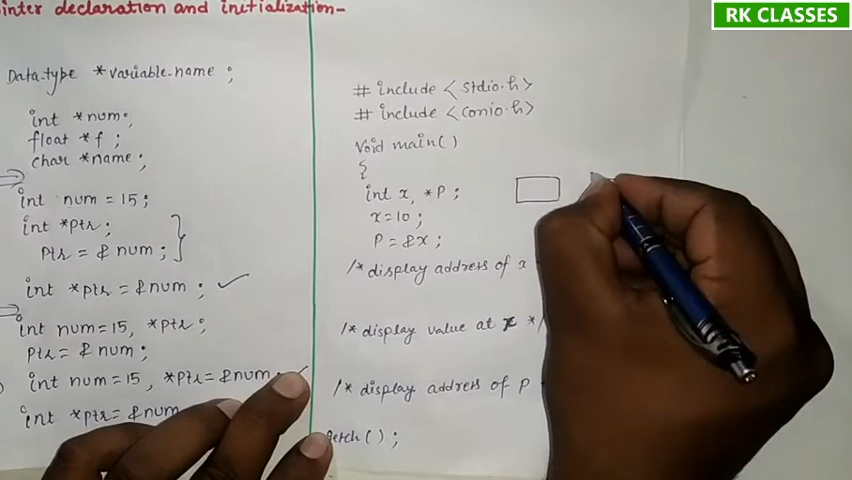 inter declaration and initialization-
RK CLASSES
Data-type *variable-name ;
int *num;
float *f ;
char *name ;
int num = 15 ;
int *ptr ;
ptr = & num ;
int *ptr = &num ;
int num = 15, *ptr ;
ptr = & num ;
int num = 15 , *ptr = &num ;
int *ptr = &num
# include <stdio.h>
# include <conio.h>
void main( )
{
int x, *P ;
x = 10 ;
P = &x ;
/* display address of x
/* display value at x *
/* display address of P
getch( ) ;